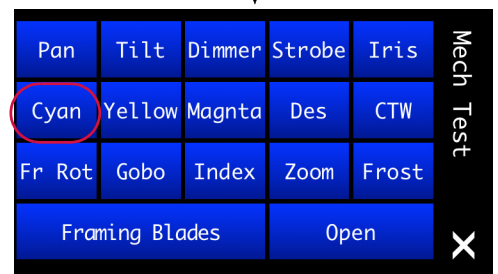 Pan Tilt Dimmer Strobe Iris
Cyan Yellow Magnta Des CTW
Fr Rot Gobo Index Zoom Frost
Framing Blades Open
Mech Test
X